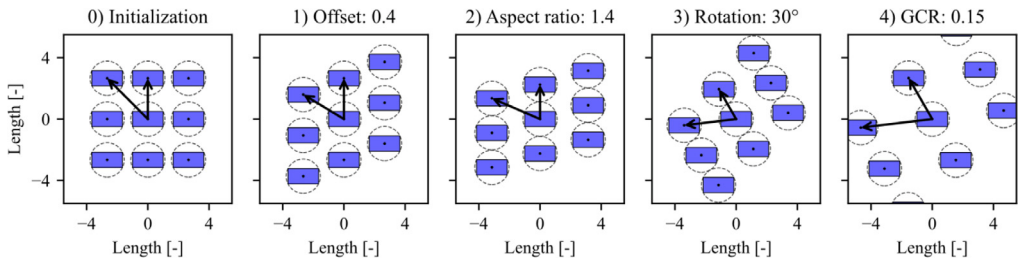 0) Initialization
1) Offset: 0.4
2) Aspect ratio: 1.4
3) Rotation: 30°
4) GCR: 0.15
Length [-]
4
0
−4
−4 0 4
−4 0 4
−4 0 4
−4 0 4
−4 0 4
Length [-]
Length [-]
Length [-]
Length [-]
Length [-]